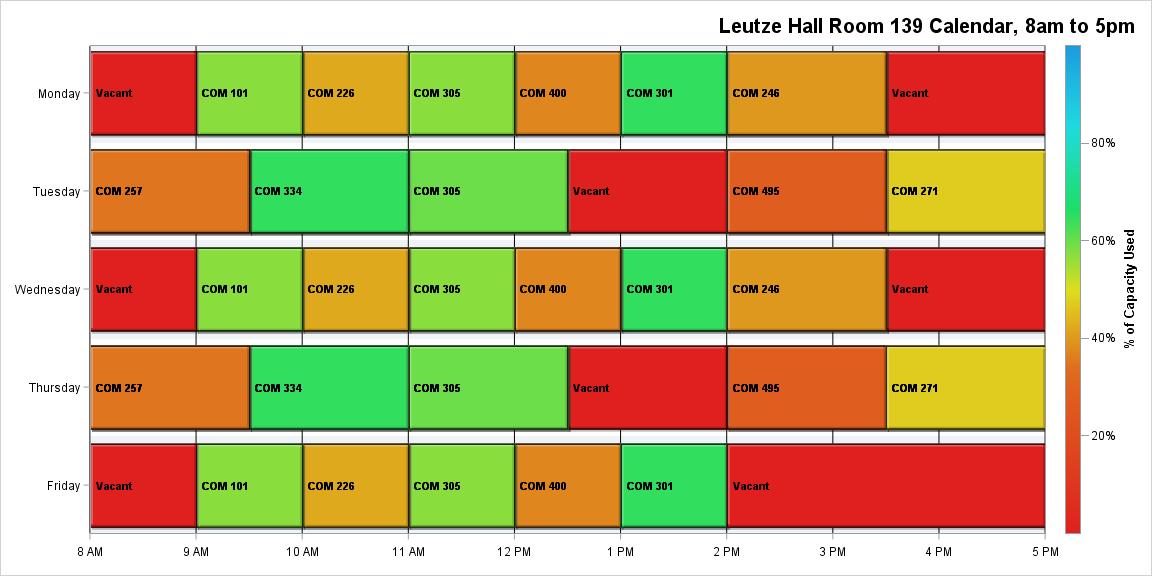 Leutze Hall Room 139 Calendar, 8am to 5pm
Monday
Vacant
COM 101
COM 226
COM 305
COM 400
COM 301
COM 246
Vacant
Tuesday
COM 257
COM 334
COM 305
Vacant
COM 495
COM 271
Wednesday
Vacant
COM 101
COM 226
COM 305
COM 400
COM 301
COM 246
Vacant
Thursday
COM 257
COM 334
COM 305
Vacant
COM 495
COM 271
Friday
Vacant
COM 101
COM 226
COM 305
COM 400
COM 301
Vacant
8 AM
9 AM
10 AM
11 AM
12 PM
1 PM
2 PM
3 PM
4 PM
5 PM
80%
60%
40%
20%
% of Capacity Used